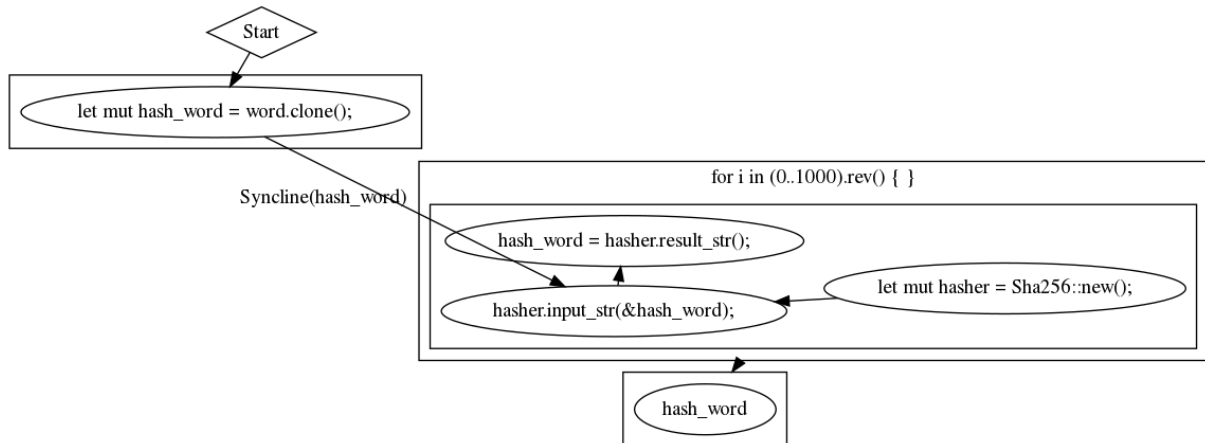 Start
let mut hash_word = word.clone();
Syncline(hash_word)
for i in (0..1000).rev() { }
hash_word = hasher.result_str();
let mut hasher = Sha256::new();
hasher.input_str(&hash_word);
hash_word